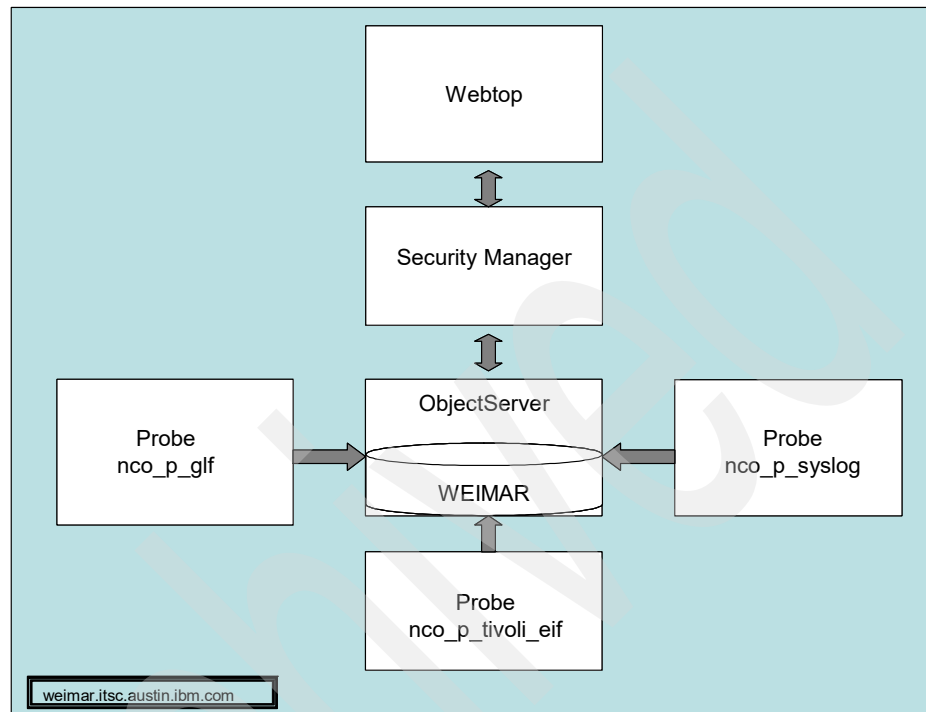 Webtop
Security Manager
ObjectServer
WEIMAR
Probe
nco_p_glf
Probe
nco_p_syslog
Probe
nco_p_tivoli_eif
weimar.itsc.austin.ibm.com